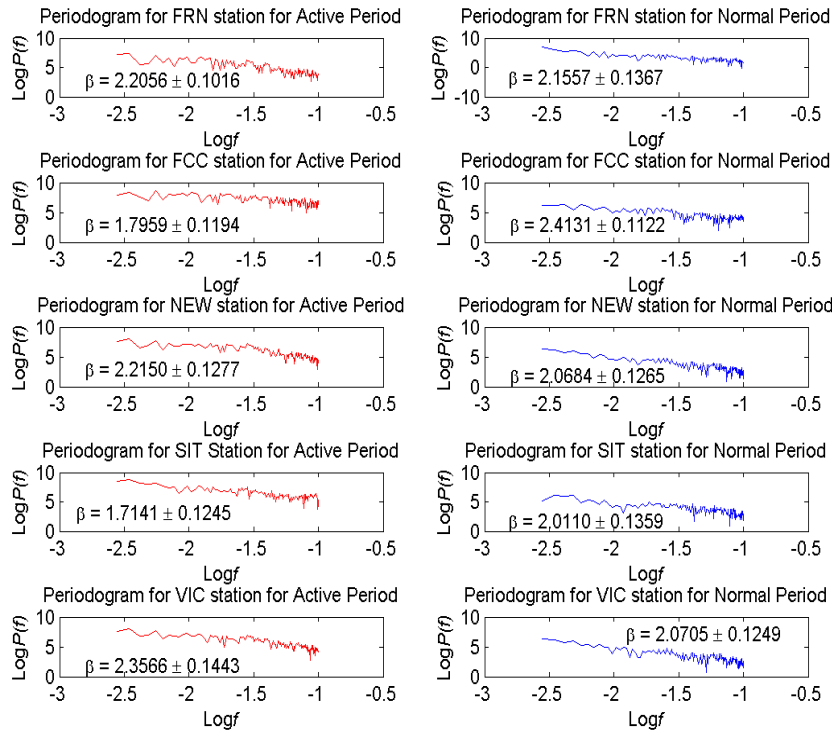 Periodogram for FRN station for Active Period
LogP(f)
10
5
0
β = 2.2056 ± 0.1016
-3 -2.5 -2 -1.5 -1 -0.5
Logf
Periodogram for FRN station for Normal Period
LogP(f)
10
0
-10
β = 2.1557 ± 0.1367
-3 -2.5 -2 -1.5 -1 -0.5
Logf
Periodogram for FCC station for Active Period
LogP(f)
10
5
0
β = 1.7959 ± 0.1194
-3 -2.5 -2 -1.5 -1 -0.5
Logf
Periodogram for FCC station for Normal Period
LogP(f)
10
5
0
β = 2.4131 ± 0.1122
-3 -2.5 -2 -1.5 -1 -0.5
Logf
Periodogram for NEW station for Active Period
LogP(f)
10
5
0
β = 2.2150 ± 0.1277
-3 -2.5 -2 -1.5 -1 -0.5
Logf
Periodogram for NEW station for Normal Period
LogP(f)
10
5
0
β = 2.0684 ± 0.1265
-3 -2.5 -2 -1.5 -1 -0.5
Logf
Periodogram for SIT Station for Active Period
LogP(f)
10
5
0
β = 1.7141 ± 0.1245
-3 -2.5 -2 -1.5 -1 -0.5
Logf
Periodogram for SIT station for Normal Period
LogP(f)
10
5
0
β = 2.0110 ± 0.1359
-3 -2.5 -2 -1.5 -1 -0.5
Logf
Periodogram for VIC station for Active Period
LogP(f)
10
5
0
β = 2.3566 ± 0.1443
-3 -2.5 -2 -1.5 -1 -0.5
Logf
Periodogram for VIC station for Normal Period
LogP(f)
10
5
0
β = 2.0705 ± 0.1249
-3 -2.5 -2 -1.5 -1 -0.5
Logf